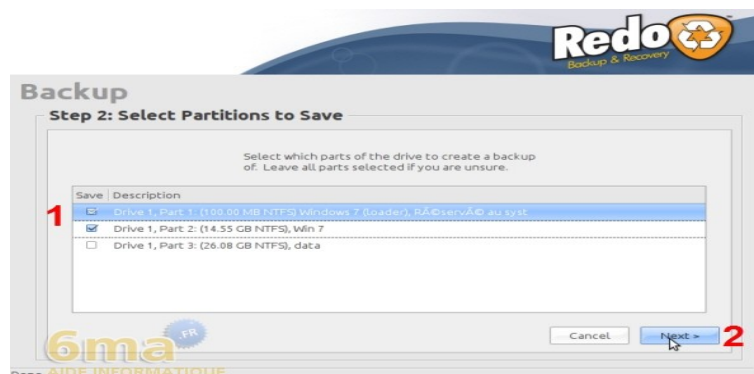 Redo
Backup & Recovery
Backup
Step 2: Select Partitions to Save
Select which parts of the drive to create a backup
of. Leave all parts selected if you are unsure.
Save Description
1
Drive 1, Part 1: (100.00 MB NTFS) Windows 7 (loader), RÃ©servÃ© au syst
Drive 1, Part 2: (14.55 GB NTFS), Win 7
Drive 1, Part 3: (26.08 GB NTFS), data
Cancel
Next >
2
6ma
.FR
AIDE INFORMATIQUE